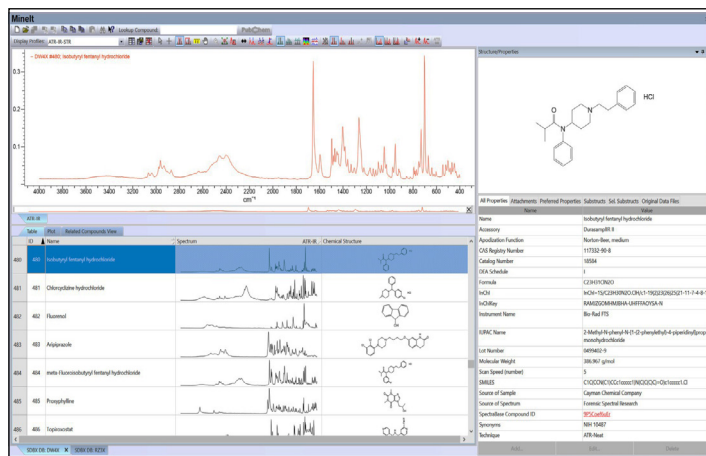 MineIt
Lookup Compound:
PubChem
Display Profiles: ATR-IR-STR
Structure/Properties
DW4X #480; Isobutyryl fentanyl hydrochloride
0.3
0.2
0.1
4000 3800 3600 3400 3200 3000 2800 2600 2400 2200 2000 1800 1600 1400 1200 1000 800 600 400
cm⁻¹
O
N
N
HCl
ATR-IR
Table Plot Related Compounds View
ID Name Spectrum ATR-IR Chemical Structure
480 480 Isobutyryl fentanyl hydrochloride
481 481 Chlorcyclizine hydrochloride
482 482 Fluornol
483 483 Aripiprazole
484 484 meta-Fluoroisobutyryl fentanyl hydrochloride
485 485 Proxyphylline
486 486 Topiroxostat
SDBX DB: DW4X SDBX DB: RZ3X
All Properties Attachments Preferred Properties Substructs Sel. Substructs Original Data Files
Name Value
Name Isobutyryl fentanyl hydrochloride
Accessory DurasamplIR II
Apodization Function Norton-Beer, medium
CAS Registry Number 117332-90-8
Catalog Number 18584
DEA Schedule I
Formula C23H31ClN2O
InChI
InChIKey
Instrument Name Bio-Rad FTS
IUPAC Name 2-Methyl-N-phenyl-N-[1-(2-phenylethyl)-4-piperidinyl]prop
monohydrochloride
Lot Number 0499402-9
Molecular Weight 386.967 g/mol
Scan Speed (number) 5
SMILES
Source of Sample Cayman Chemical Company
Source of Spectrum Forensic Spectral Research
SpectraBase Compound ID
Synonyms NIH 10487
Technique ATR-Neat
Add... Edit... Delete